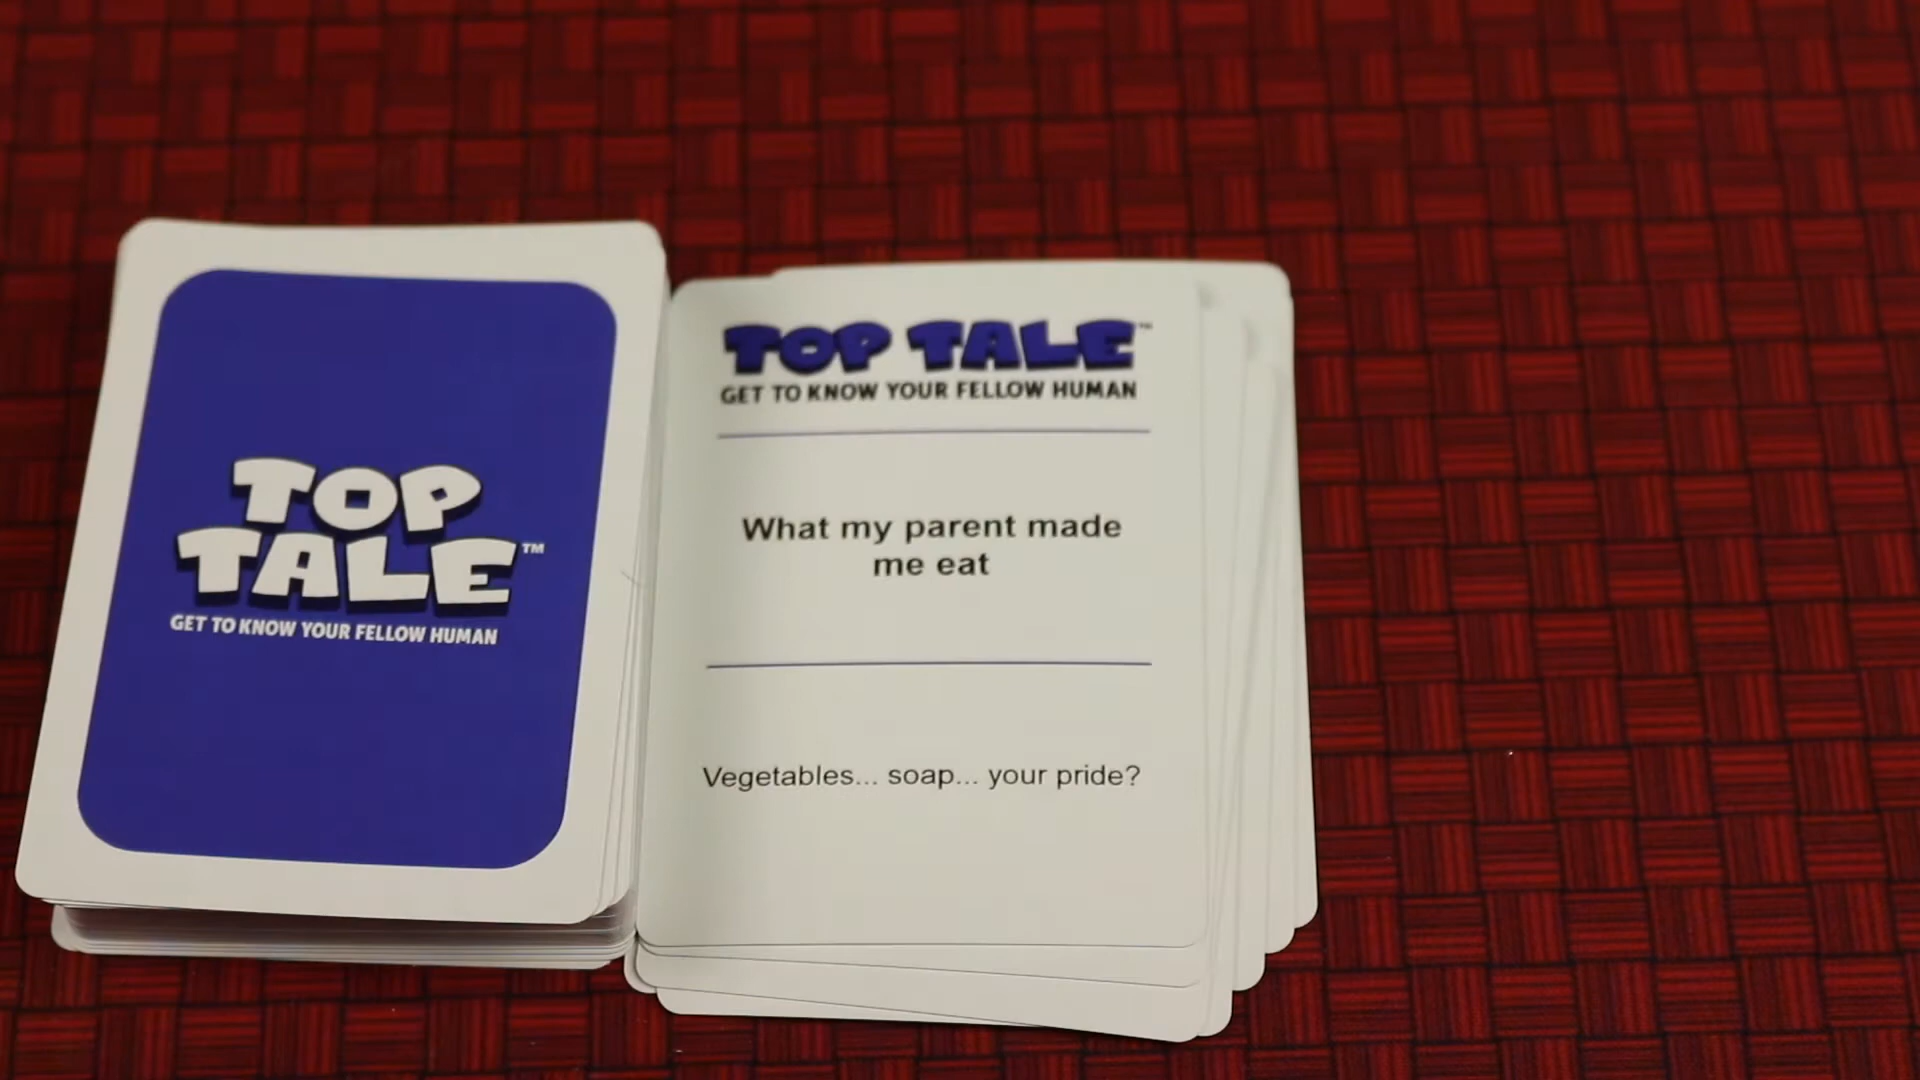 TOP
TALE™
GET TO KNOW YOUR FELLOW HUMAN
TOP TALE™
GET TO KNOW YOUR FELLOW HUMAN
What my parent made
me eat
Vegetables... soap... your pride?